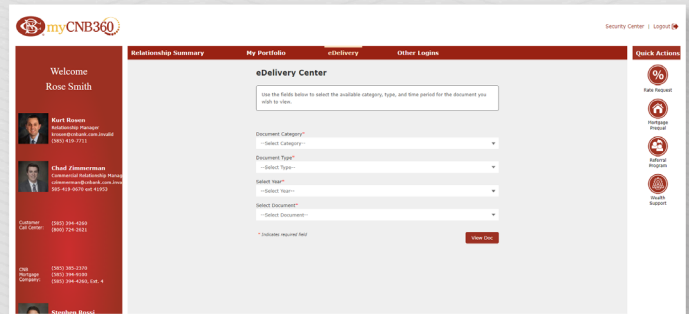 CNB myCNB360
Security Center | Logout
Relationship Summary My Portfolio eDelivery Other Logins Quick Actions
Welcome
Rose Smith
Kurt Rosen
Relationship Manager
krosen@cnbank.com.invalid
(585) 419-7711
Chad Zimmerman
Commercial Relationship Manag
czimmerman@cnbank.com.inva
585-419-0670 ext 41953
Customer Call Center: (585) 394-4260
(800) 724-2621
CNB Mortgage Company: (585) 385-3370
(585) 394-9590
(585) 394-4260, Ext. 4
Stephen Rossi
eDelivery Center
Use the fields below to select the available category, type, and time period for the document you
wish to view.
Document Category*
--Select Category--
Document Type*
--Select Type--
Select Year*
--Select Year--
Select Document*
--Select Document--
* Indicates required field
View Doc
%
Rate Request
Mortgage
Prequal
Referral
Program
Wealth
Support